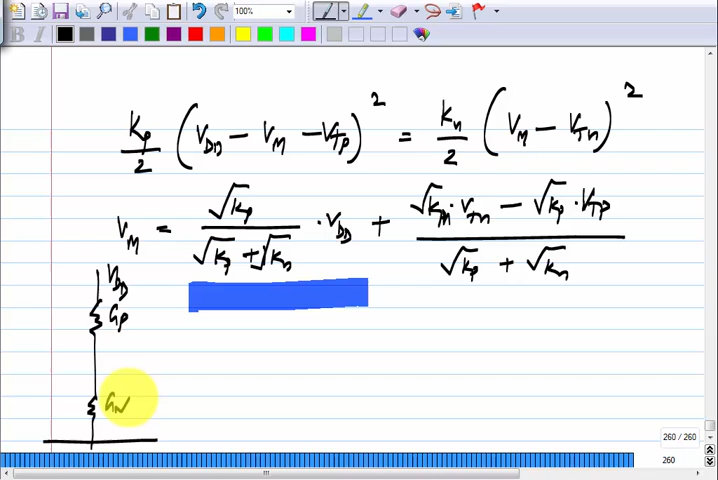 100%
B I
Kp/2 (VDD − VM − VTp)² = Kn/2 (VM − VTn)²
VM = √Kp / (√Kp + √Kn) · VDD + (√Kn · VTn − √Kp · VTp) / (√Kp + √Kn)
VDD
GP
GN
260 / 260
260